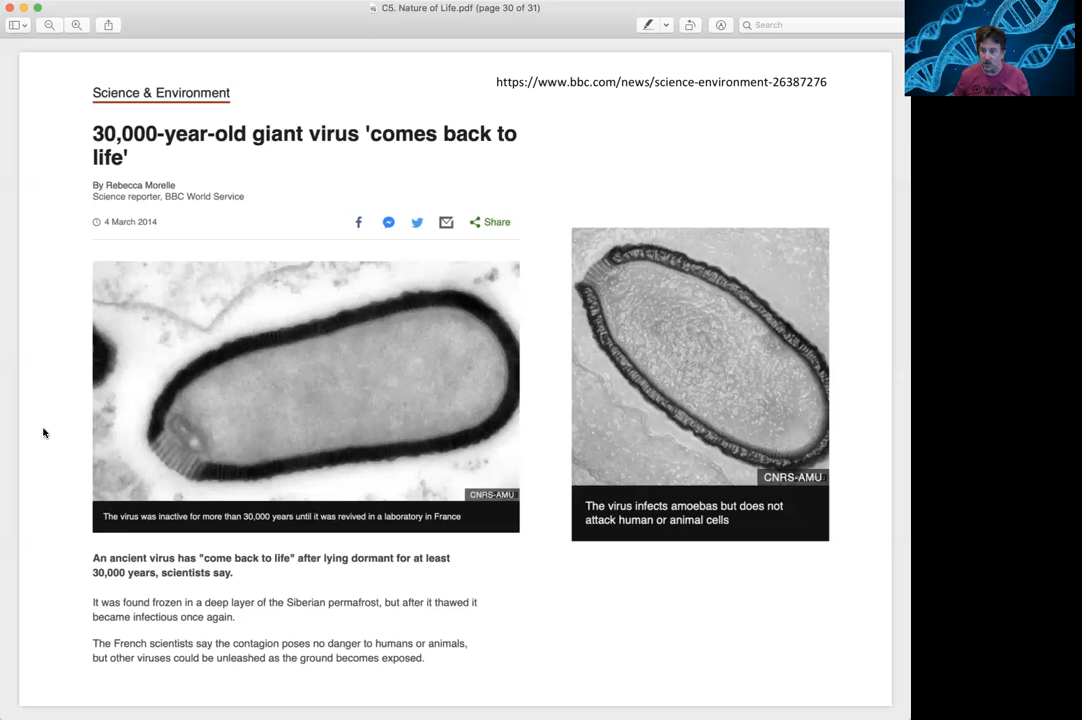 C5. Nature of Life.pdf (page 30 of 31)
Search
https://www.bbc.com/news/science-environment-26387276
Science & Environment
30,000-year-old giant virus 'comes back to
life'
By Rebecca Morelle
Science reporter, BBC World Service
4 March 2014
Share
CNRS-AMU
The virus was inactive for more than 30,000 years until it was revived in a laboratory in France
CNRS-AMU
The virus infects amoebas but does not
attack human or animal cells
An ancient virus has "come back to life" after lying dormant for at least
30,000 years, scientists say.
It was found frozen in a deep layer of the Siberian permafrost, but after it thawed it
became infectious once again.
The French scientists say the contagion poses no danger to humans or animals,
but other viruses could be unleashed as the ground becomes exposed.